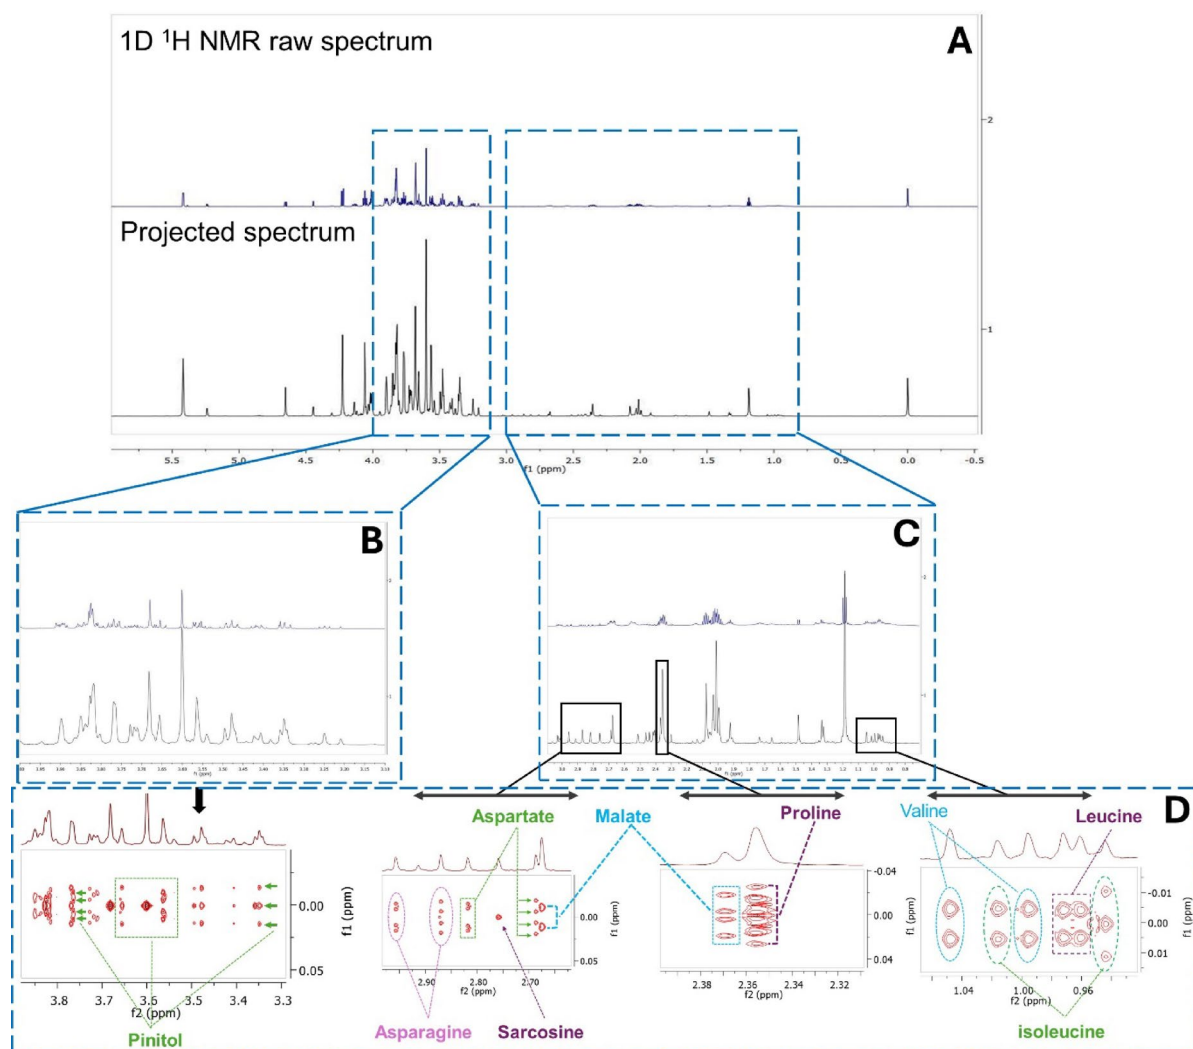 1D ¹H NMR raw spectrum
A
2
Projected spectrum
1
5.5 5.0 4.5 4.0 3.5 3.0 2.5 2.0 1.5 1.0 0.5 0.0 -0.5
f1 (ppm)
B
C
D
Aspartate
Malate
Proline
Valine
Leucine
0.00
0.05
f1 (ppm)
3.8 3.7 3.6 3.5 3.4 3.3
f2 (ppm)
Pinitol
0.00
0.05
f1 (ppm)
2.90 2.80 2.70
f2 (ppm)
Asparagine
Sarcosine
-0.04
0.00
0.04
f1 (ppm)
2.38 2.36 2.34 2.32
f2 (ppm)
-0.01
0.00
0.01
f1 (ppm)
1.04 1.00 0.96
f2 (ppm)
isoleucine